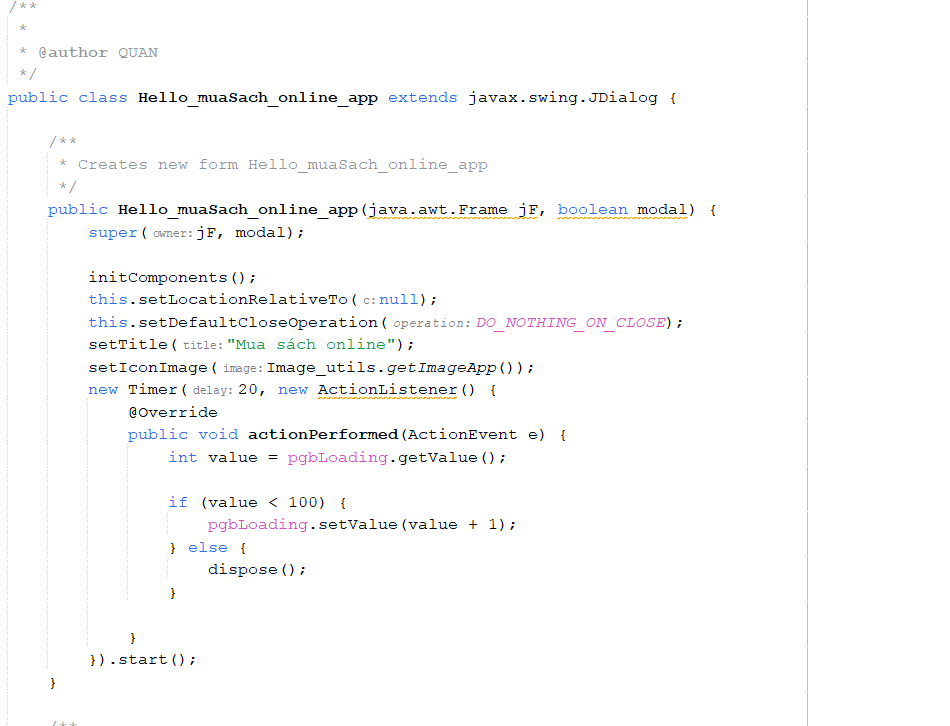 /**
 *
 * @author QUAN
 */
public class Hello_muaSach_online_app extends javax.swing.JDialog {
    /**
     * Creates new form Hello_muaSach_online_app
     */
    public Hello_muaSach_online_app(java.awt.Frame jF, boolean modal) {
        super( owner: jF, modal);
        initComponents();
        this.setLocationRelativeTo( c: null);
        this.setDefaultCloseOperation( operation: DO_NOTHING_ON_CLOSE);
        setTitle( title: "Mua sách online");
        setIconImage( image: Image_utils.getImageApp());
        new Timer( delay: 20, new ActionListener() {
            @Override
            public void actionPerformed(ActionEvent e) {
                int value = pgbLoading.getValue();
                if (value < 100) {
                    pgbLoading.setValue(value + 1);
                } else {
                    dispose();
                }
            }
        }).start();
    }
    /**